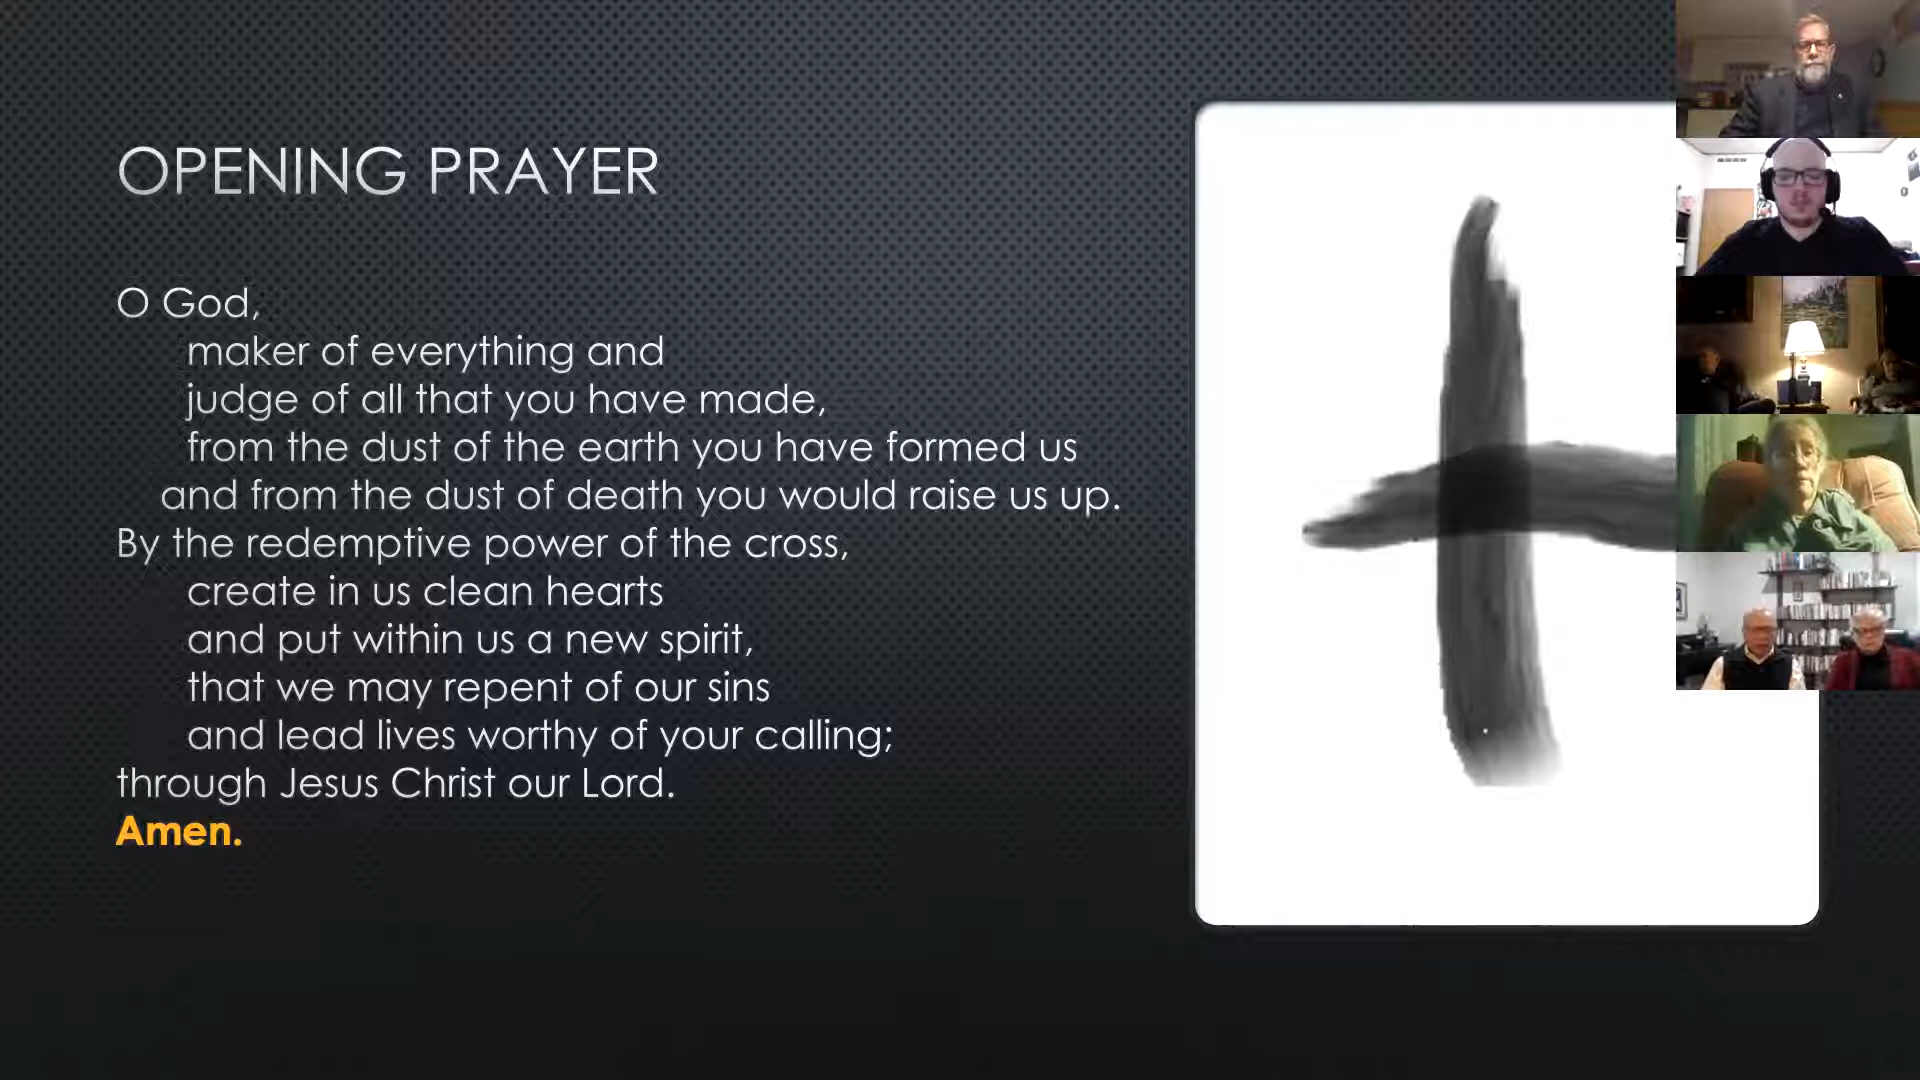 OPENING PRAYER
O God,
maker of everything and
judge of all that you have made,
from the dust of the earth you have formed us
and from the dust of death you would raise us up.
By the redemptive power of the cross,
create in us clean hearts
and put within us a new spirit,
that we may repent of our sins
and lead lives worthy of your calling;
through Jesus Christ our Lord.
Amen.